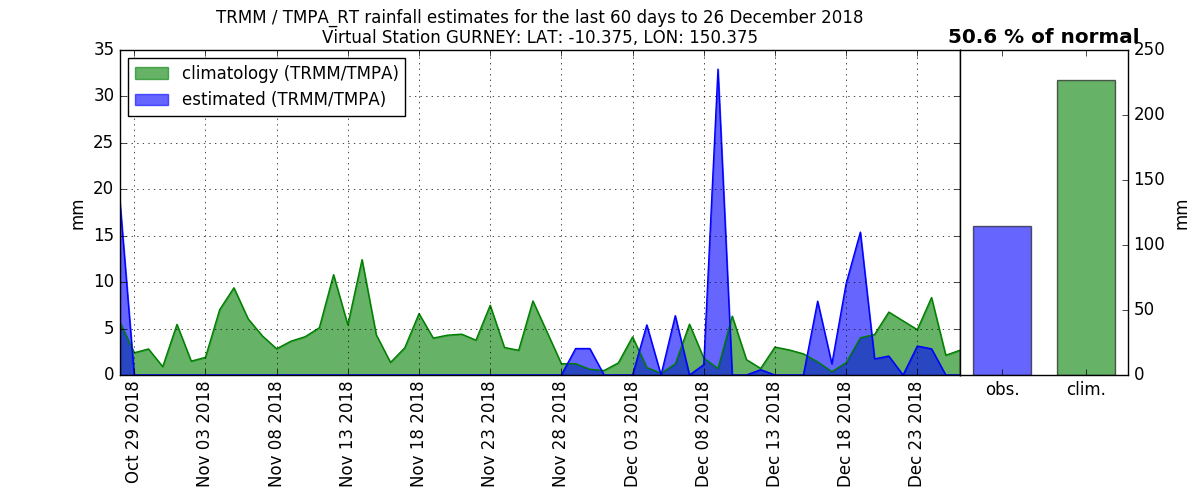 TRMM / TMPA_RT rainfall estimates for the last 60 days to 26 December 2018
Virtual Station GURNEY: LAT: -10.375, LON: 150.375
50.6 % of normal
climatology (TRMM/TMPA)
estimated (TRMM/TMPA)
35
30
25
20
15
10
5
0
mm
Oct 29 2018
Nov 03 2018
Nov 08 2018
Nov 13 2018
Nov 18 2018
Nov 23 2018
Nov 28 2018
Dec 03 2018
Dec 08 2018
Dec 13 2018
Dec 18 2018
Dec 23 2018
250
200
150
100
50
0
mm
obs.
clim.